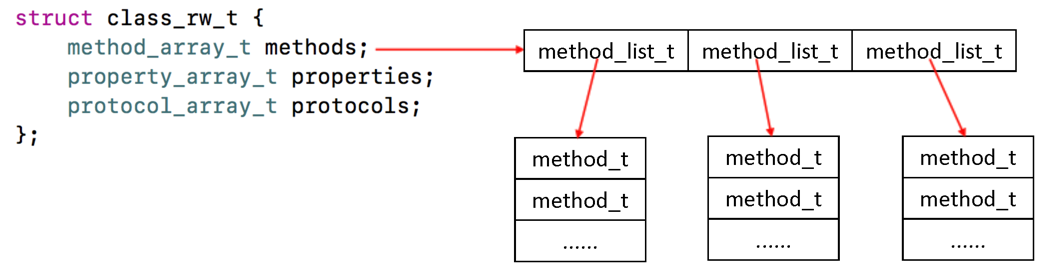 struct class_rw_t {
    method_array_t methods;
    property_array_t properties;
    protocol_array_t protocols;
};
method_list_t method_list_t method_list_t
method_t method_t method_t
method_t method_t method_t
...... ...... ......